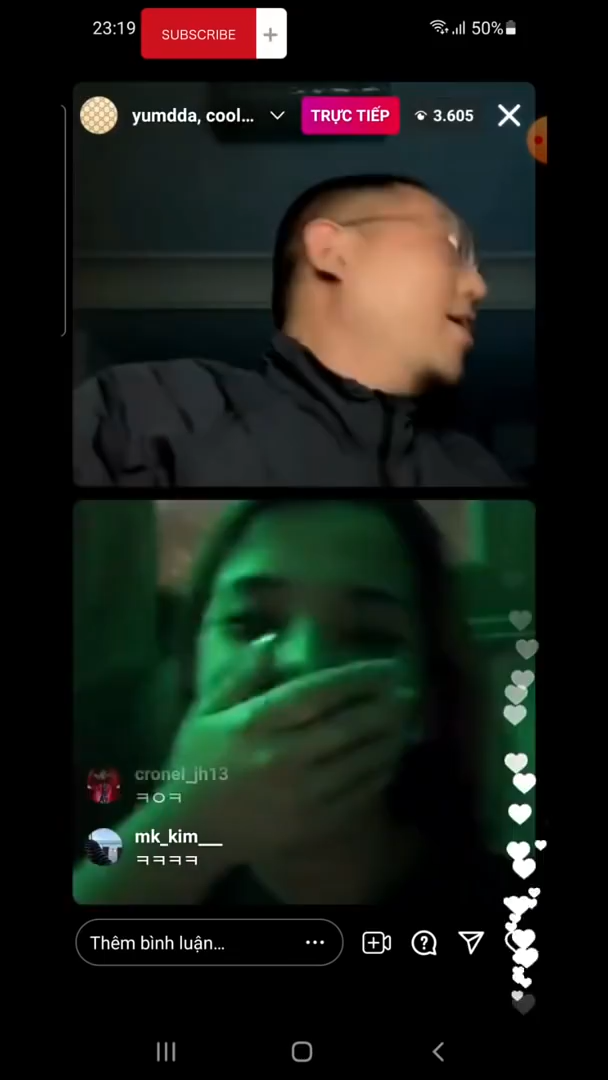 23:19
SUBSCRIBE
50%
yumdda, cool...
TRỰC TIẾP
3.605
cronel_jh13
ㅋㅇㅋ
mk_kim___
ㅋㅋㅋㅋ
Thêm bình luận...